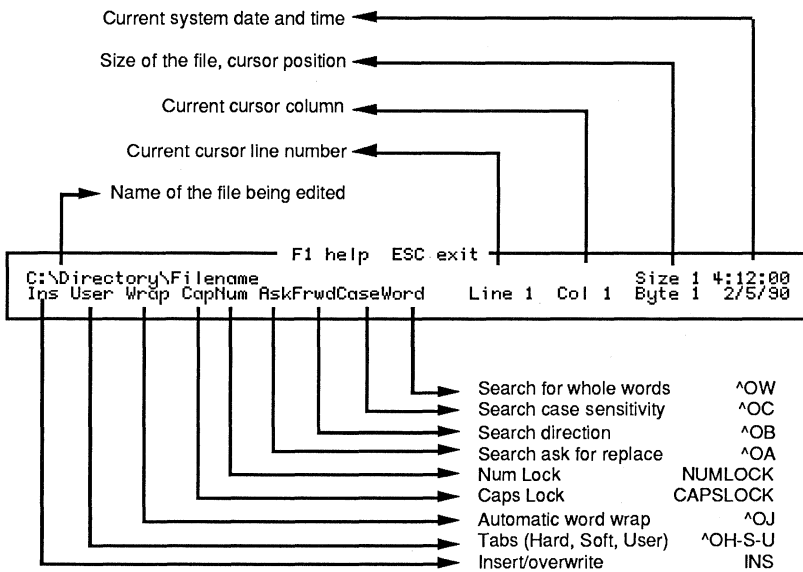 Current system date and time
Size of the file, cursor position
Current cursor column
Current cursor line number
Name of the file being edited
F1 help ESC exit
C:\Directory\Filename Size 1 4:12:00
Ins User Wrap CapNum AskFrwdCaseWord Line 1 Col 1 Byte 1 2/5/90
Search for whole words ^OW
Search case sensitivity ^OC
Search direction ^OB
Search ask for replace ^OA
Num Lock NUMLOCK
Caps Lock CAPSLOCK
Automatic word wrap ^OJ
Tabs (Hard, Soft, User) ^OH-S-U
Insert/overwrite INS